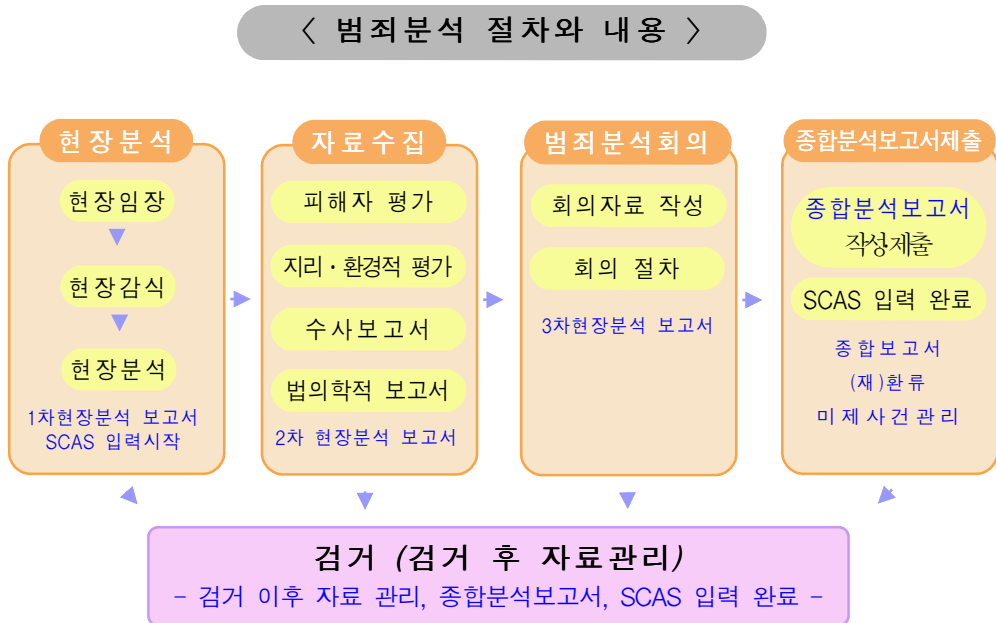 〈 범죄분석 절차와 내용 〉
현장분석
현장임장
현장감식
현장분석
1차현장분석 보고서
SCAS 입력시작
자료수집
피해자 평가
지리·환경적 평가
수사보고서
법의학적 보고서
2차 현장분석 보고서
범죄분석회의
회의자료 작성
회의 절차
3차현장분석 보고서
종합분석보고서제출
종합분석보고서
작성제출
SCAS 입력 완료
종합보고서
(재)환류
미제사건관리
검거 (검거 후 자료관리)
- 검거 이후 자료 관리, 종합분석보고서, SCAS 입력 완료 -